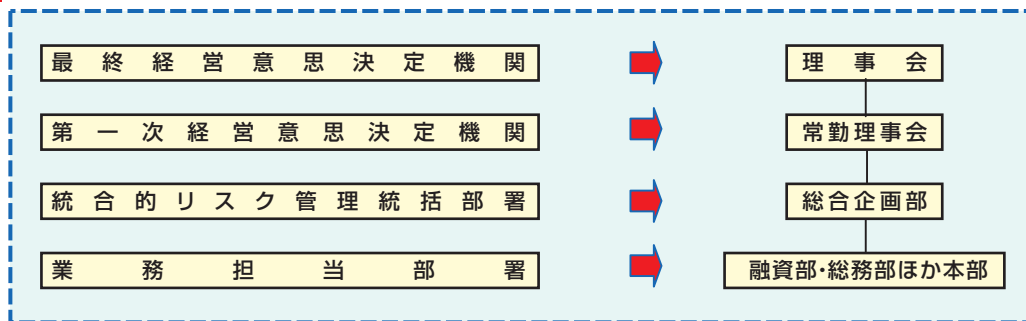 最終経営意思決定機関
理事会
第一次経営意思決定機関
常勤理事会
統合的リスク管理統括部署
総合企画部
業務担当部署
融資部・総務部ほか本部